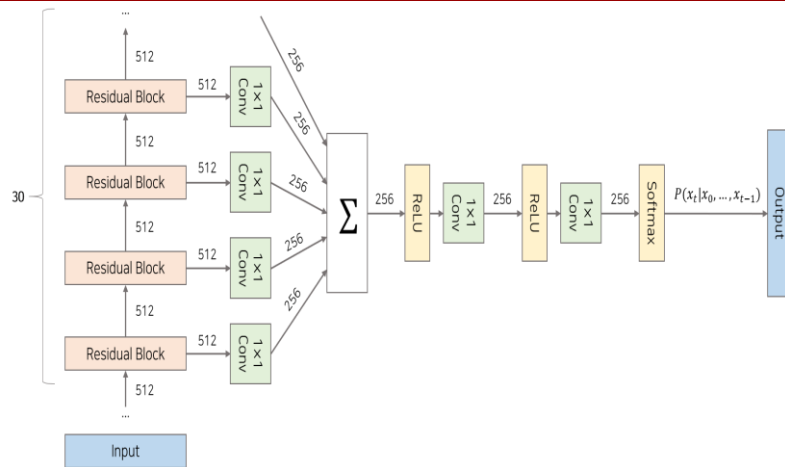 ...
512
Residual Block
512
1×1
Conv
256
256
512
Residual Block
512
1×1
Conv
256
30
512
Residual Block
512
1×1
Conv
256
512
Residual Block
512
1×1
Conv
256
512
...
Input
∑
256
ReLU
1×1
Conv
256
ReLU
1×1
Conv
256
Softmax
P(x_t|x_0, ..., x_{t-1})
Output